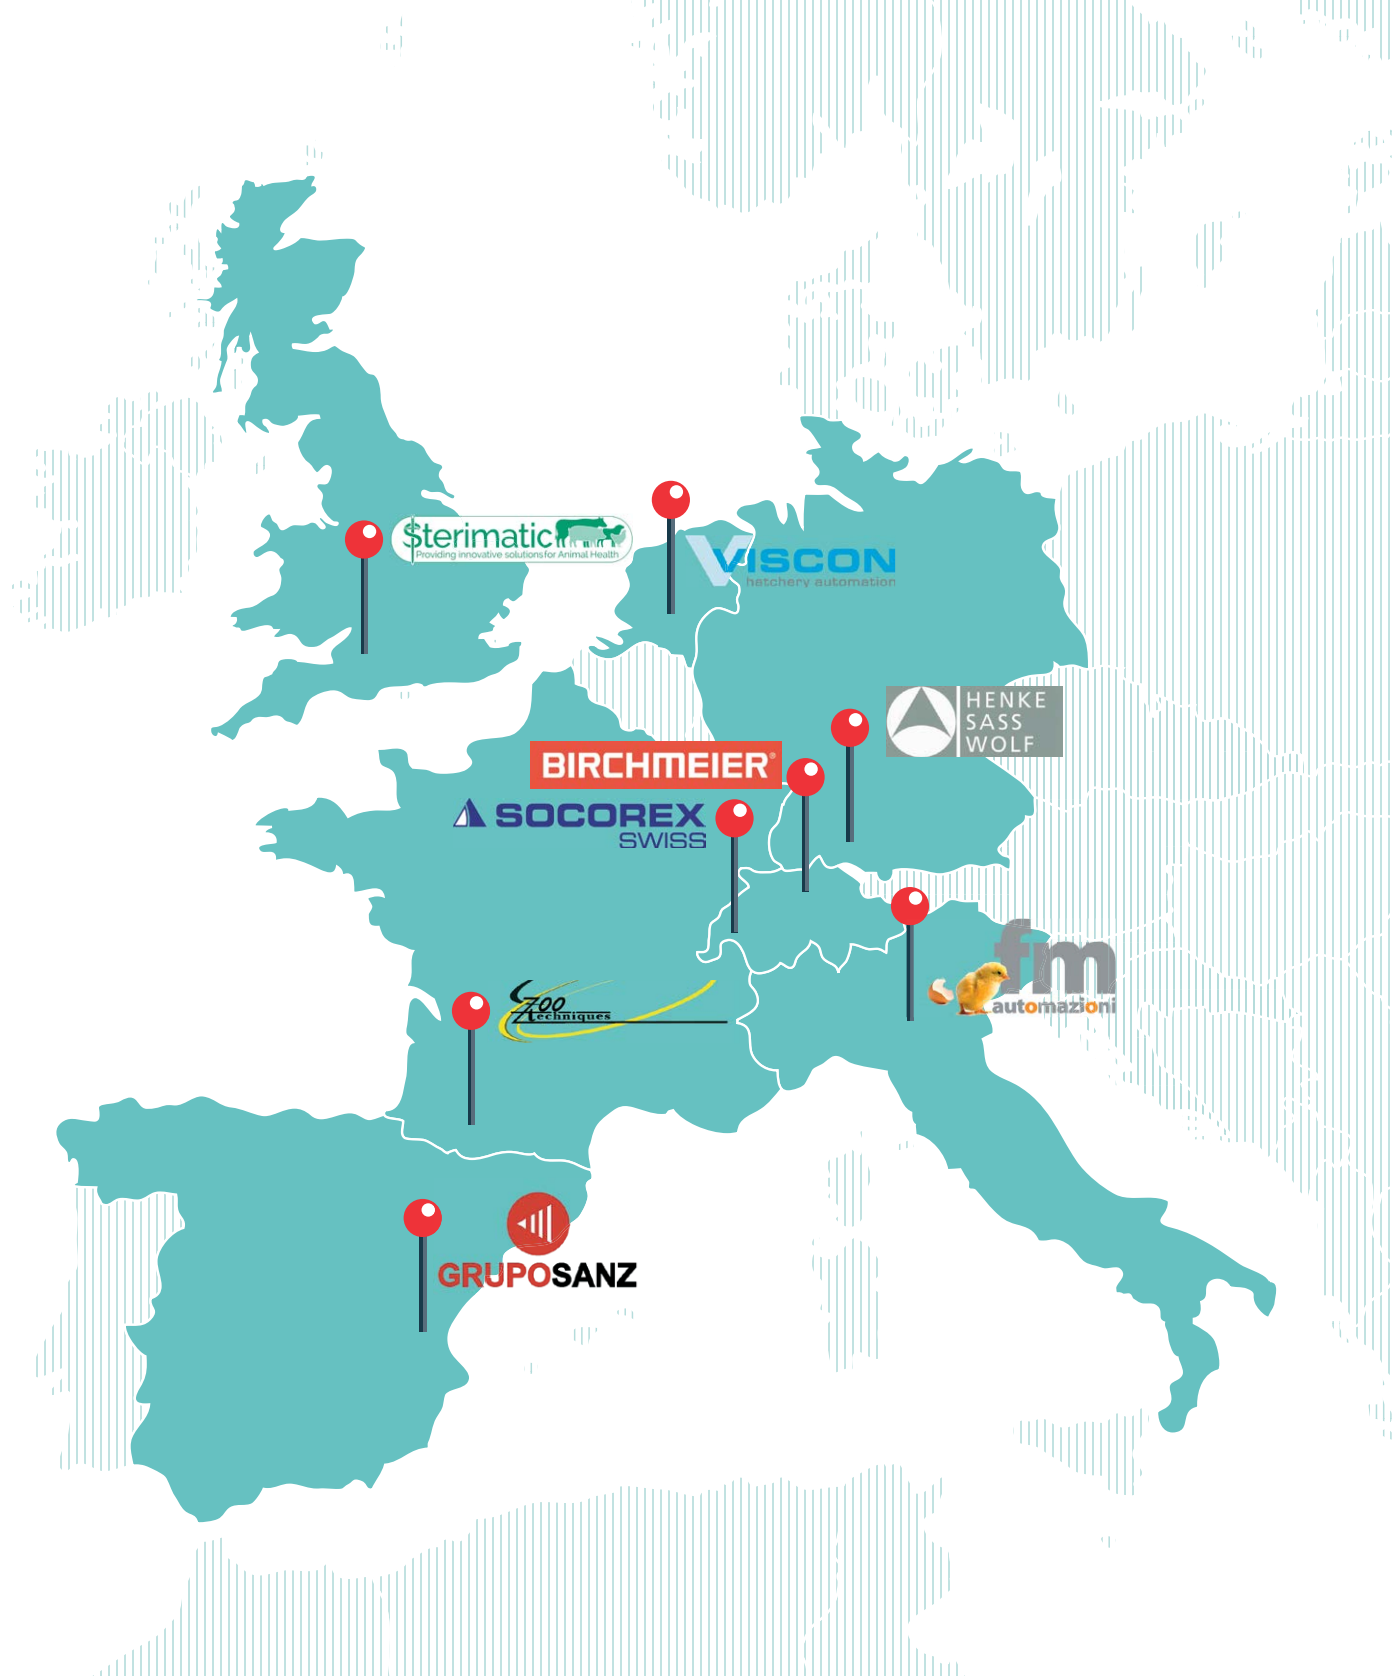 Sterimatic
Providing innovative solutions for Animal Health
VISCON
hatchery automation
HENKE
SASS
WOLF
BIRCHMEIER®
SOCOREX
SWISS
fm
automazioni
ZOO
Techniques
GRUPOSANZ